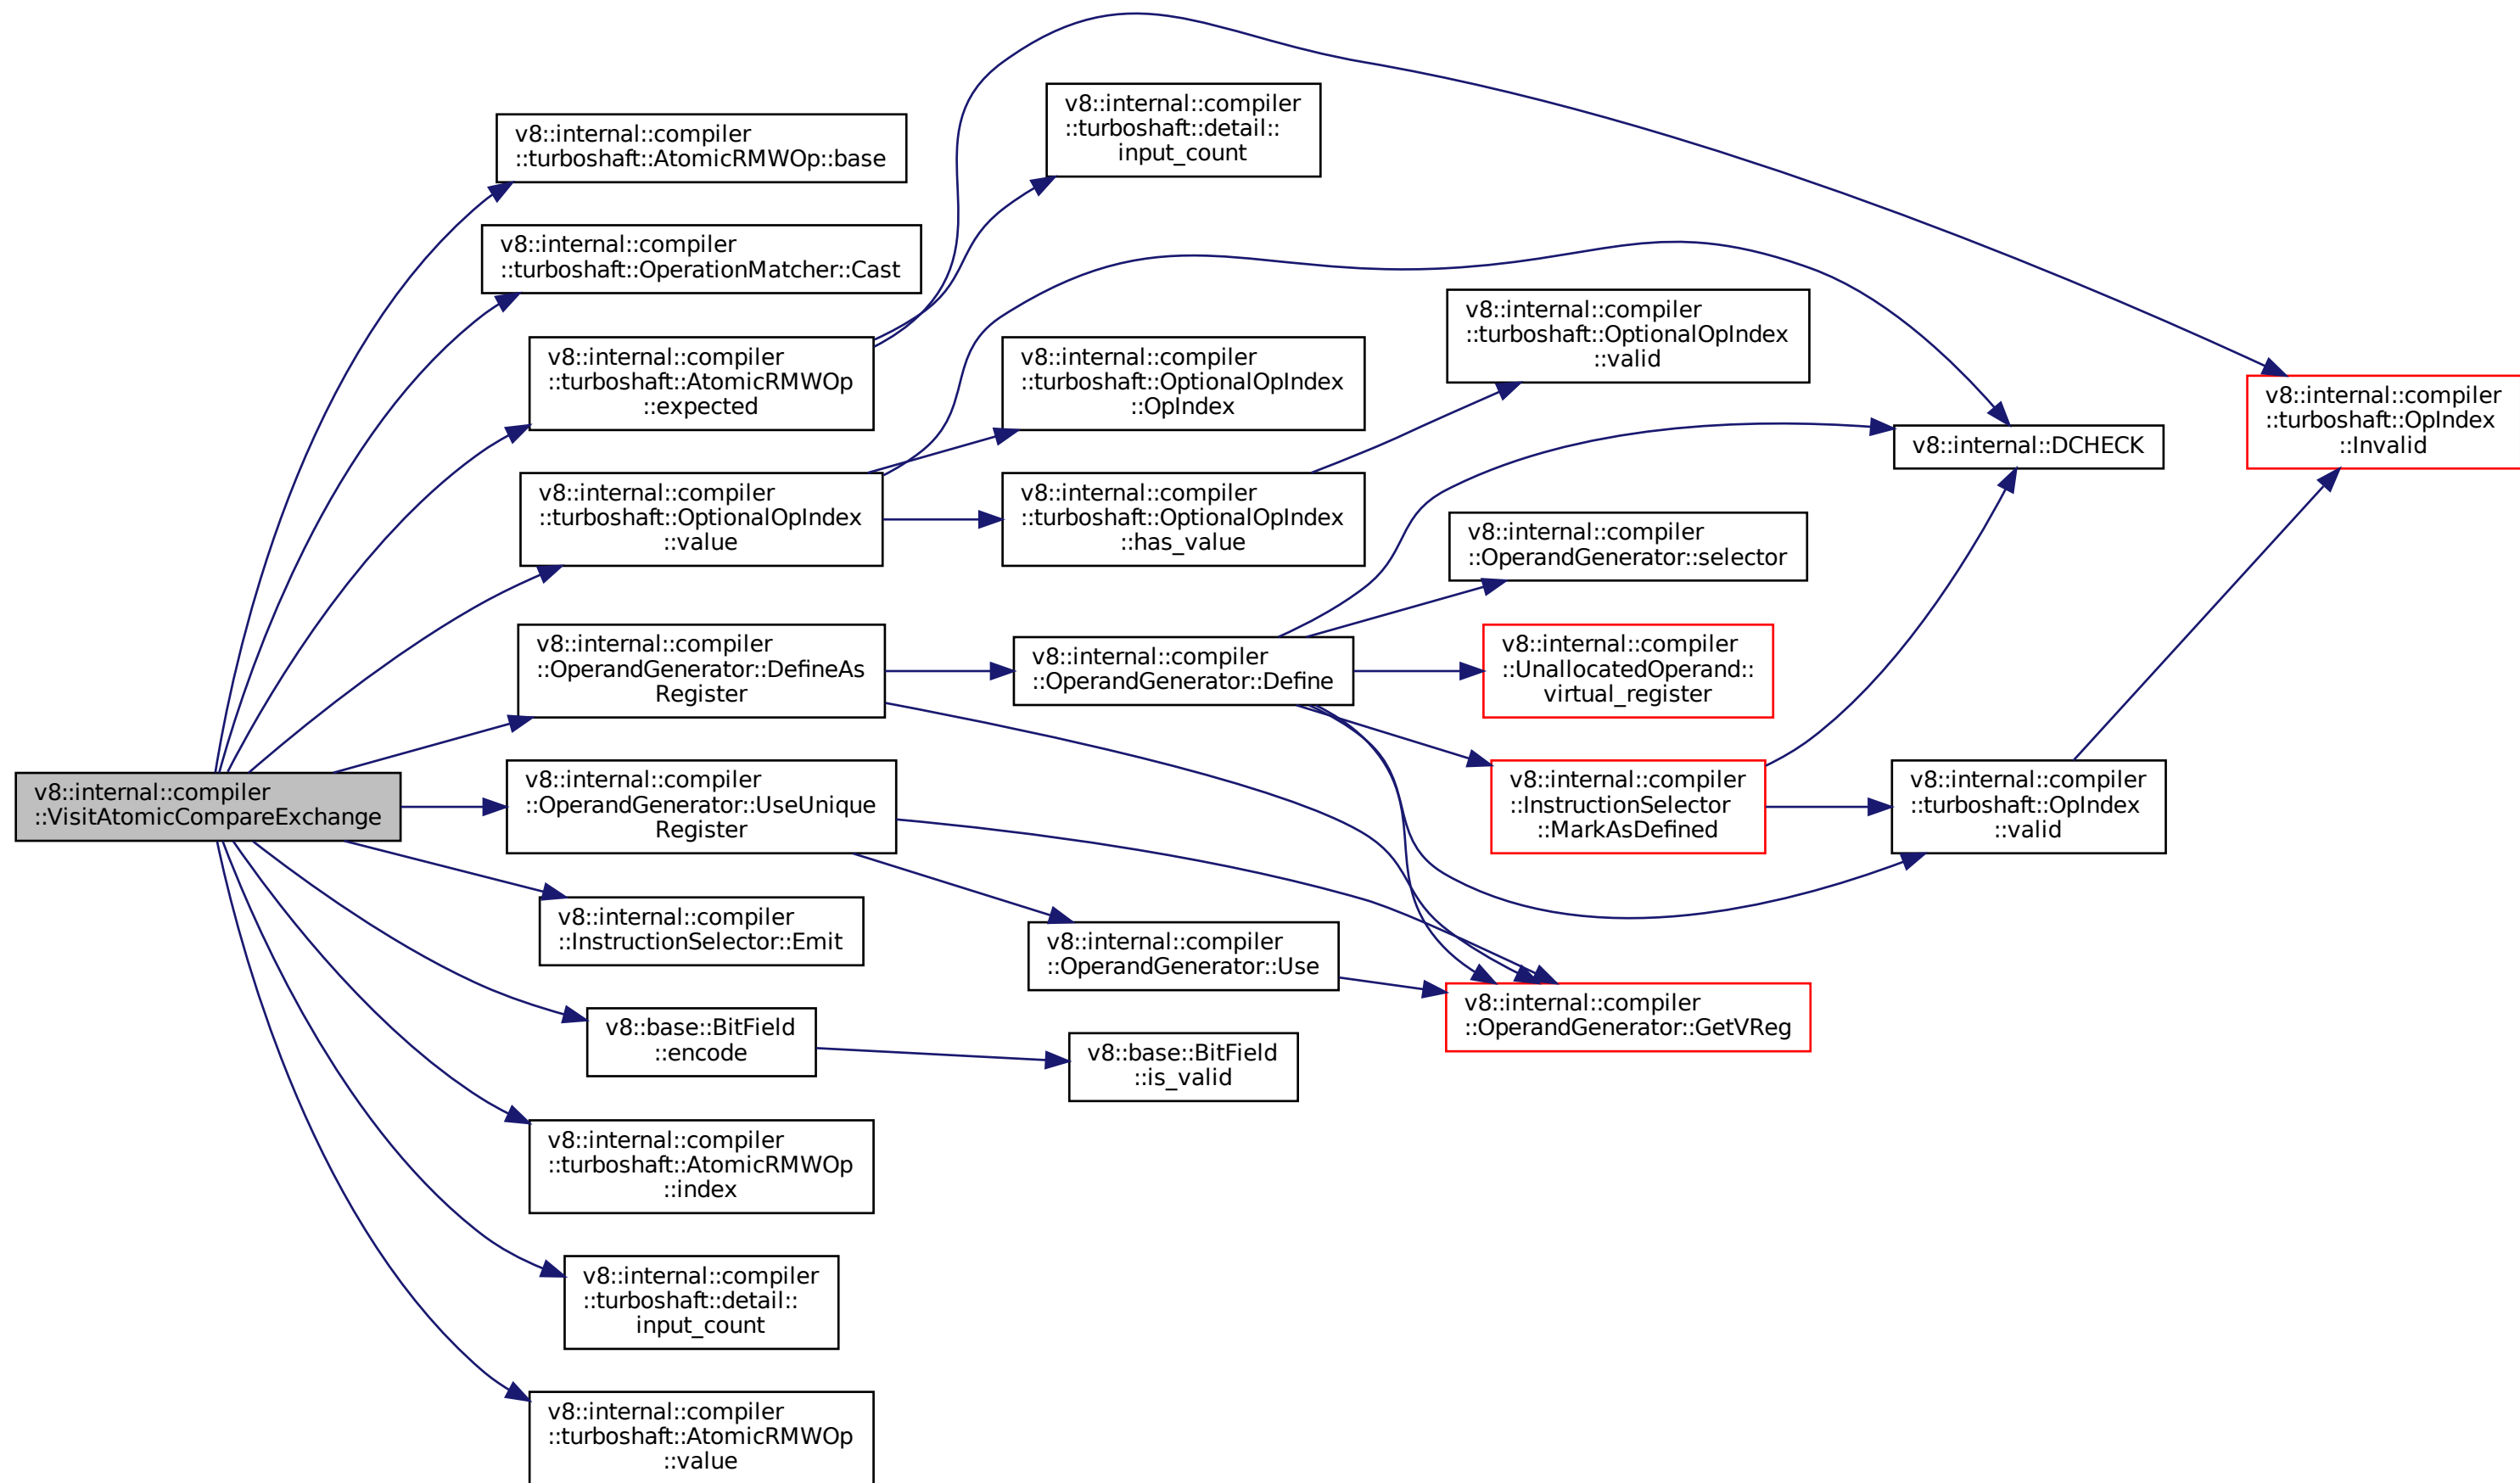 v8::internal::compiler
::VisitAtomicCompareExchange
v8::internal::compiler
::turboshaft::AtomicRMWOp::base
v8::internal::compiler
::turboshaft::OperationMatcher::Cast
v8::internal::compiler
::turboshaft::AtomicRMWOp
::expected
v8::internal::compiler
::turboshaft::OptionalOpIndex
::value
v8::internal::compiler
::OperandGenerator::DefineAs
Register
v8::internal::compiler
::OperandGenerator::UseUnique
Register
v8::internal::compiler
::InstructionSelector::Emit
v8::base::BitField
::encode
v8::internal::compiler
::turboshaft::AtomicRMWOp
::index
v8::internal::compiler
::turboshaft::detail::
input_count
v8::internal::compiler
::turboshaft::AtomicRMWOp
::value
v8::internal::compiler
::turboshaft::detail::
input_count
v8::internal::compiler
::turboshaft::OptionalOpIndex
::OpIndex
v8::internal::compiler
::turboshaft::OptionalOpIndex
::has_value
v8::internal::compiler
::OperandGenerator::Define
v8::internal::compiler
::OperandGenerator::Use
v8::base::BitField
::is_valid
v8::internal::compiler
::turboshaft::OptionalOpIndex
::valid
v8::internal::compiler
::OperandGenerator::selector
v8::internal::compiler
::UnallocatedOperand::
virtual_register
v8::internal::compiler
::InstructionSelector
::MarkAsDefined
v8::internal::compiler
::OperandGenerator::GetVReg
v8::internal::DCHECK
v8::internal::compiler
::turboshaft::OpIndex
::valid
v8::internal::compiler
::turboshaft::OpIndex
::Invalid